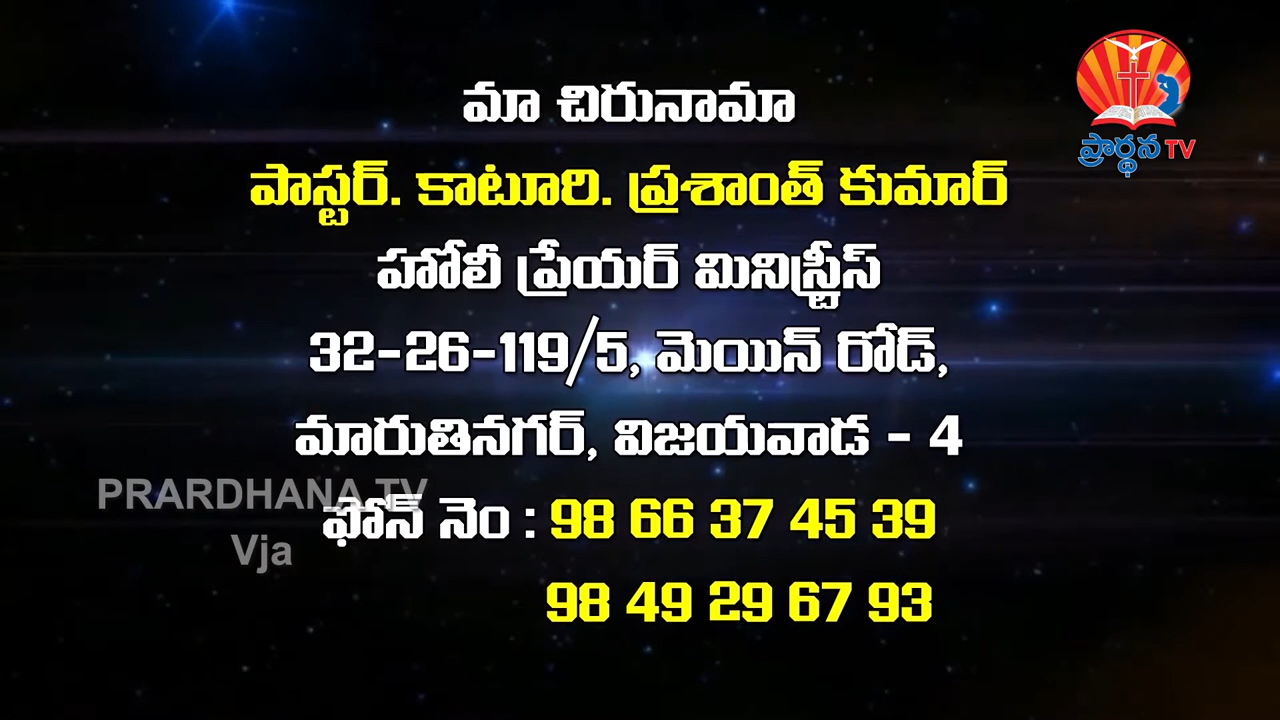 మా చిరునామా
పాస్టర్. కాటూరి. ప్రశాంత్ కుమార్
హోలీ ప్రేయర్ మినిస్ట్రీస్
32-26-119/5, మెయిన్ రోడ్,
మారుతినగర్, విజయవాడ - 4
ఫోన్ నెం : 98 66 37 45 39
98 49 29 67 93
ప్రార్థన TV
PRARDHANA TV
Vja